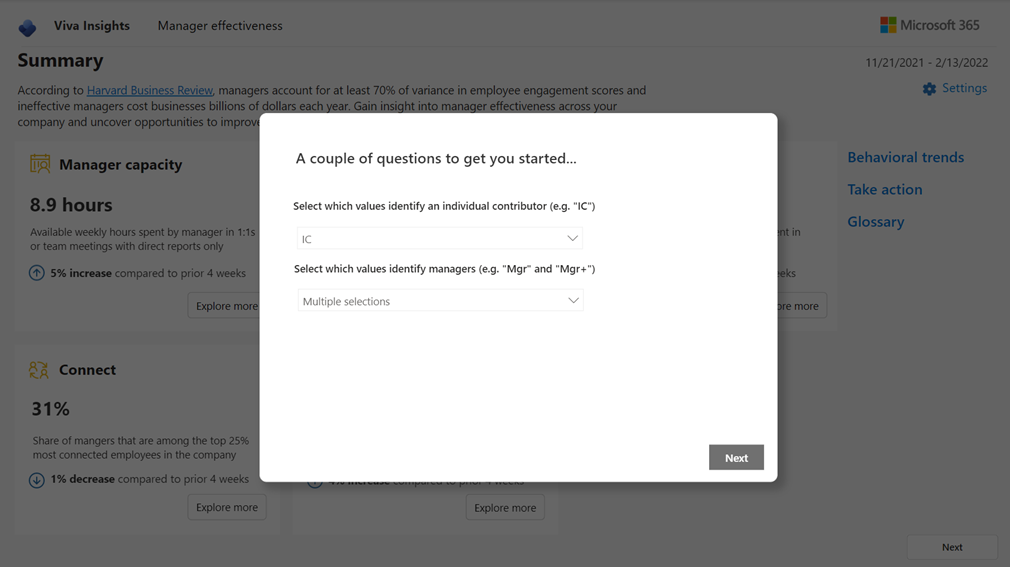 Viva Insights
Manager effectiveness
Microsoft 365
Summary
11/21/2021 - 2/13/2022
According to Harvard Business Review, managers account for at least 70% of variance in employee engagement scores and
ineffective managers cost businesses billions of dollars each year. Gain insight into manager effectiveness across your
company and uncover opportunities to improve
Settings
Manager capacity
8.9 hours
Available weekly hours spent by manager in 1:1s
or team meetings with direct reports only
5% increase compared to prior 4 weeks
Explore more
A couple of questions to get you started...
Select which values identify an individual contributor (e.g. "IC")
IC
Select which values identify managers (e.g. "Mgr" and "Mgr+")
Multiple selections
Next
Behavioral trends
Take action
Glossary
in
more
Connect
31%
Share of mangers that are among the top 25%
most connected employees in the company
1% decrease compared to prior 4 weeks
Explore more
4% increase compared to prior 4 weeks
Explore more
Next